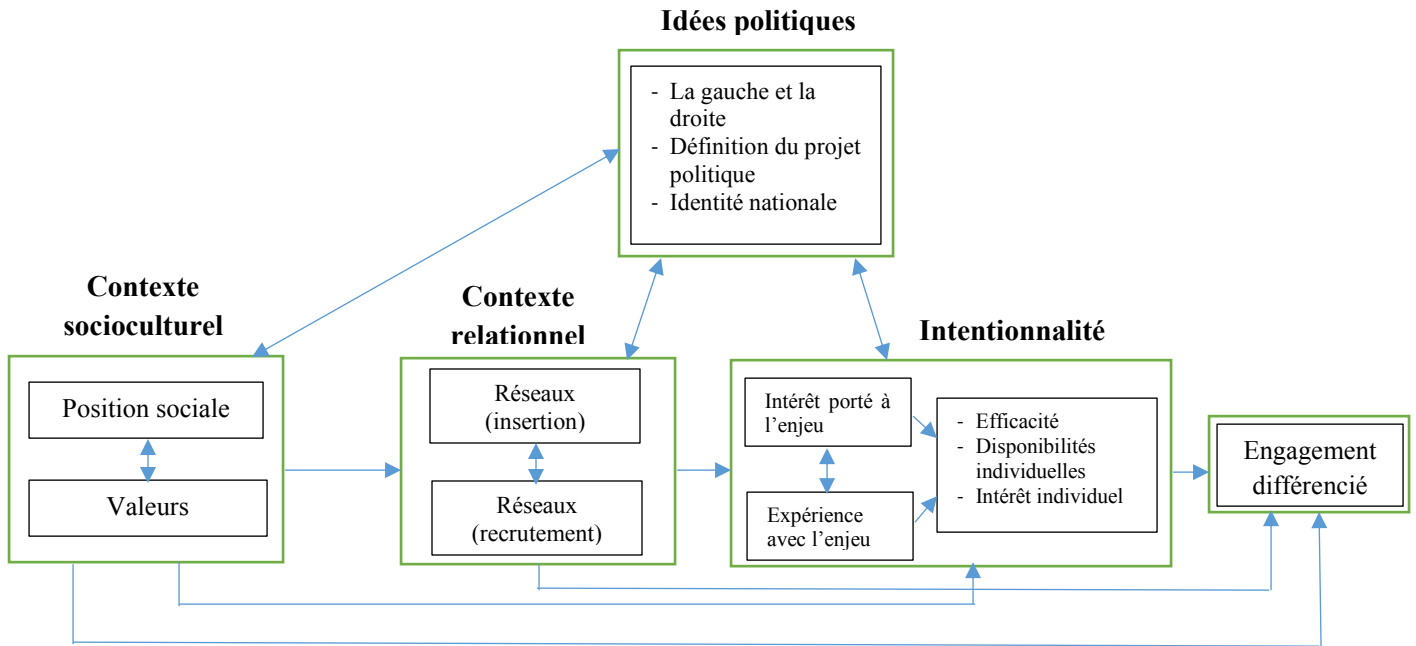 Idées politiques
- La gauche et la
droite
- Définition du projet
politique
- Identité nationale
Contexte
socioculturel
Position sociale
Valeurs
Contexte
relationnel
Réseaux
(insertion)
Réseaux
(recrutement)
Intentionnalité
Intérêt porté à
l’enjeu
Expérience
avec l’enjeu
- Efficacité
- Disponibilités
individuelles
- Intérêt individuel
Engagement
différencié